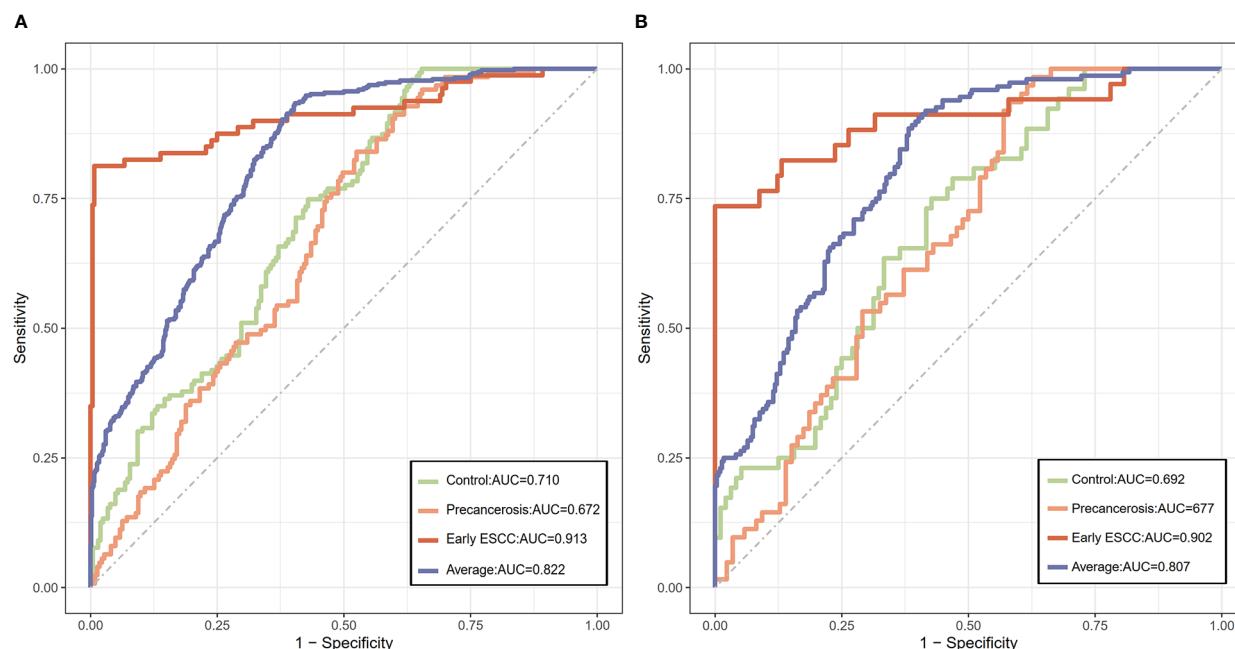 A
Sensitivity
1.00
0.75
0.50
0.25
0.00
Control:AUC=0.710
Precancerosis:AUC=0.672
Early ESCC:AUC=0.913
Average:AUC=0.822
0.00 0.25 0.50 0.75 1.00
1 − Specificity
B
Sensitivity
1.00
0.75
0.50
0.25
0.00
Control:AUC=0.692
Precancerosis:AUC=677
Early ESCC:AUC=0.902
Average:AUC=0.807
0.00 0.25 0.50 0.75 1.00
1 − Specificity